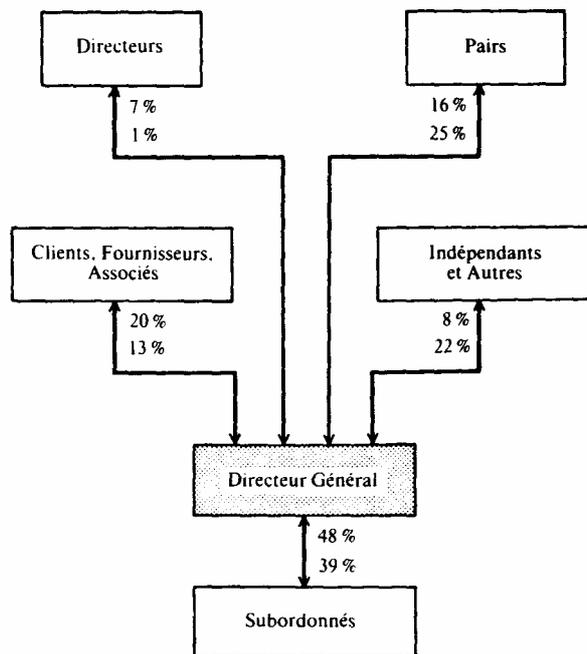 Directeurs
Pairs
7 %
1 %
16 %
25 %
Clients, Fournisseurs,
Associés
Indépendants
et Autres
20 %
13 %
8 %
22 %
Directeur Général
48 %
39 %
Subordonnés